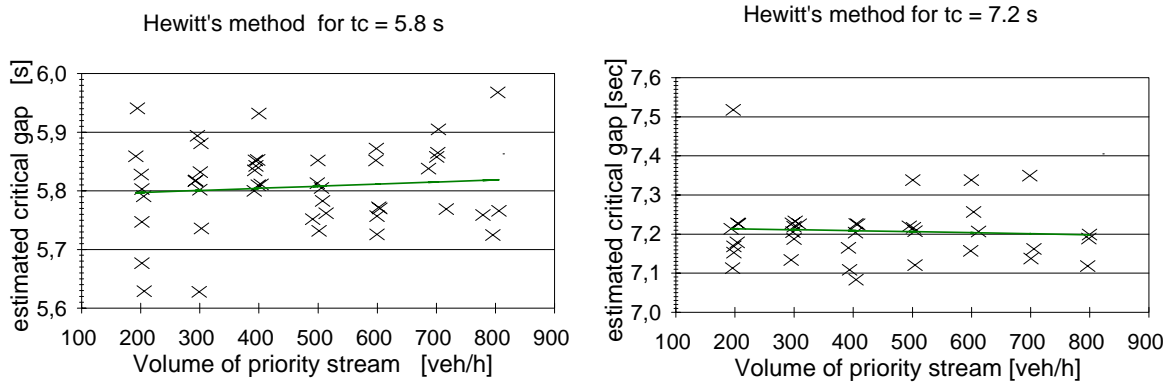 Hewitt's method for tc = 5.8 s
estimated critical gap [s]
6,0
5,9
5,8
5,7
5,6
100 200 300 400 500 600 700 800 900
Volume of priority stream [veh/h]
Hewitt's method for tc = 7.2 s
estimated critical gap [sec]
7,6
7,5
7,4
7,3
7,2
7,1
7,0
100 200 300 400 500 600 700 800 900
Volume of priority stream [veh/h]